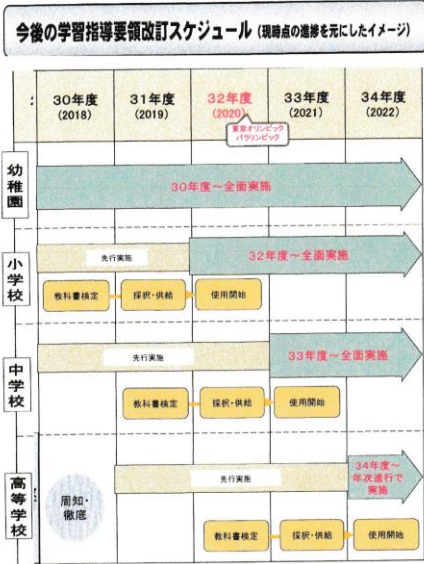 今後の学習指導要領改訂スケジュール(現時点の進捗を元にしたイメージ)
30年度 31年度 32年度 33年度 34年度
(2018) (2019) (2020) (2021) (2022)
東京オリンピック
パラリンピック
幼稚園
30年度～全面実施
小学校
先行実施
32年度～全面実施
教科書検定 採択・供給 使用開始
中学校
先行実施
33年度～全面実施
教科書検定 採択・供給 使用開始
高等学校
周知・
徹底
先行実施
34年度～
年次進行で
実施
教科書検定 採択・供給 使用開始